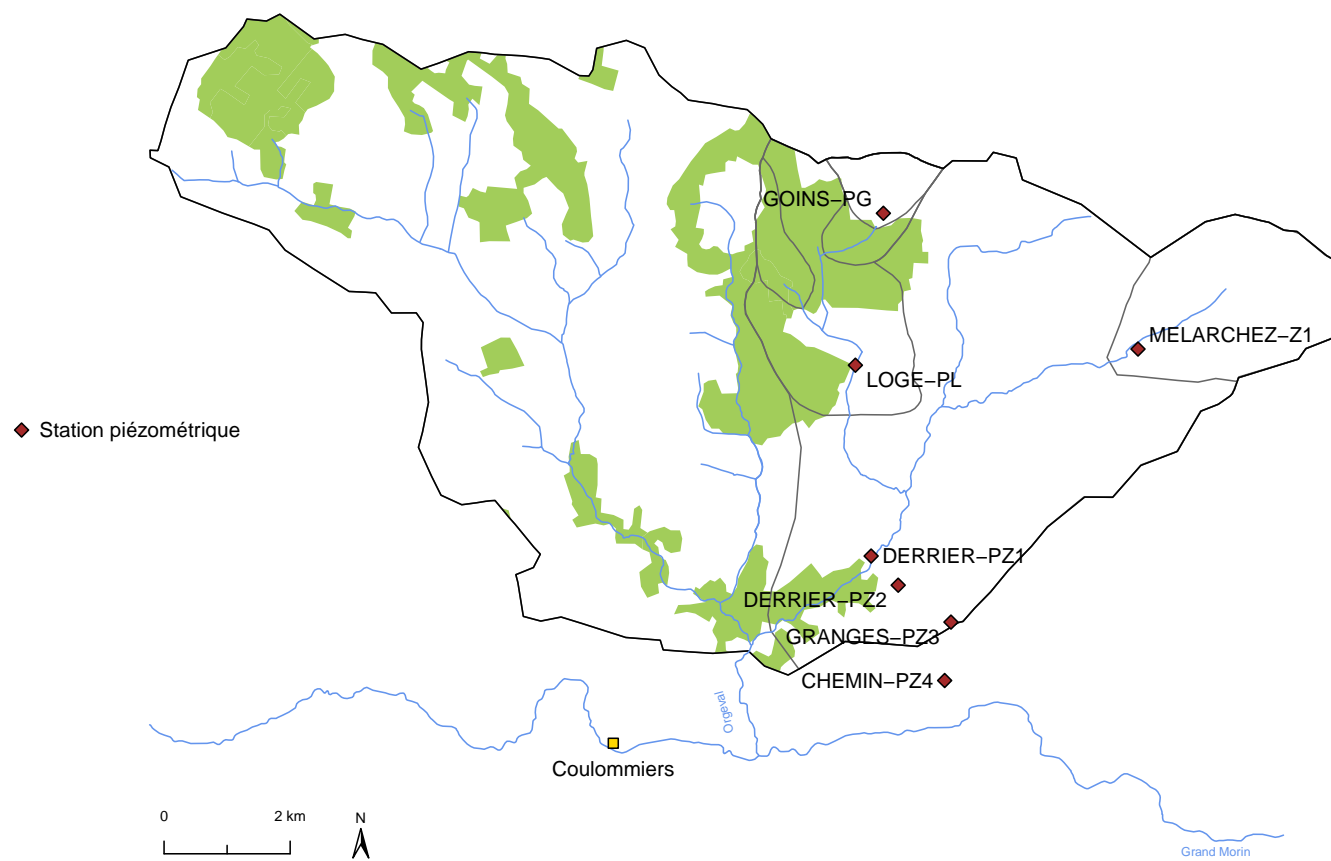 GOINS−PG
MELARCHEZ−Z1
LOGE−PL
Station piézométrique
DERRIER−PZ1
DERRIER−PZ2
GRANGES−PZ3
CHEMIN−PZ4
Orgeval
Coulommiers
0 2 km N
Grand Morin